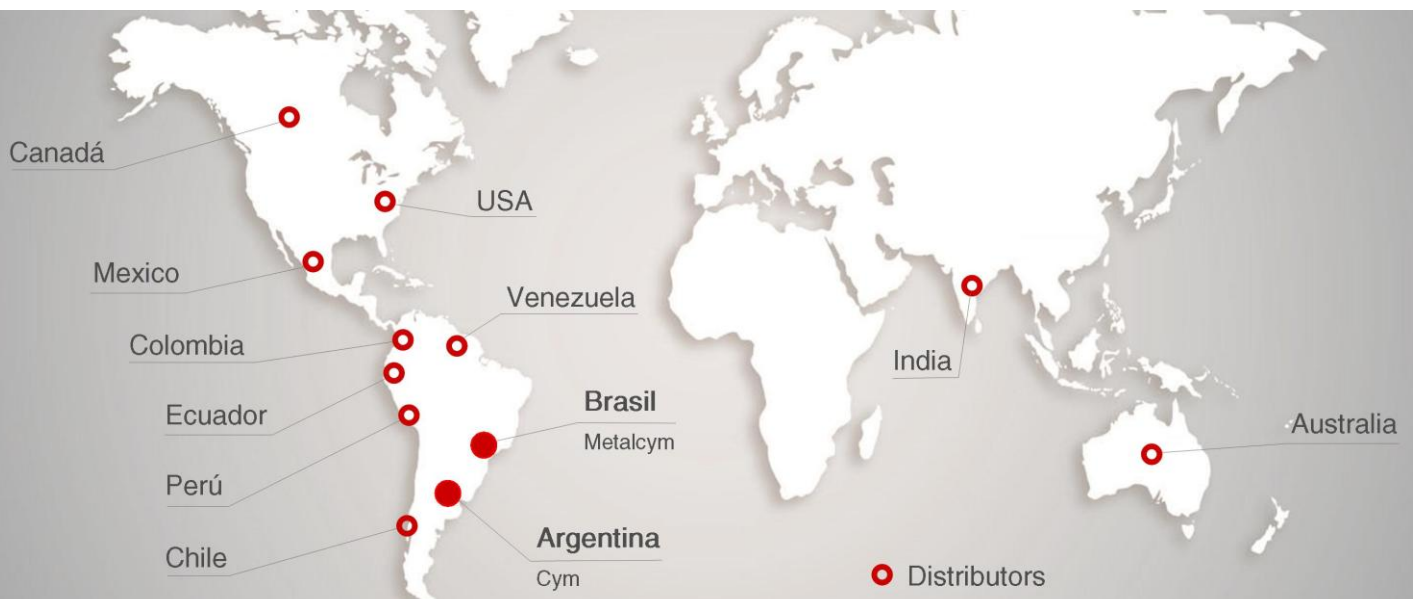 Canadá
USA
Mexico
Venezuela
Colombia
India
Ecuador
Brasil
Metalcym
Australia
Perú
Chile
Argentina
Cym
Distributors